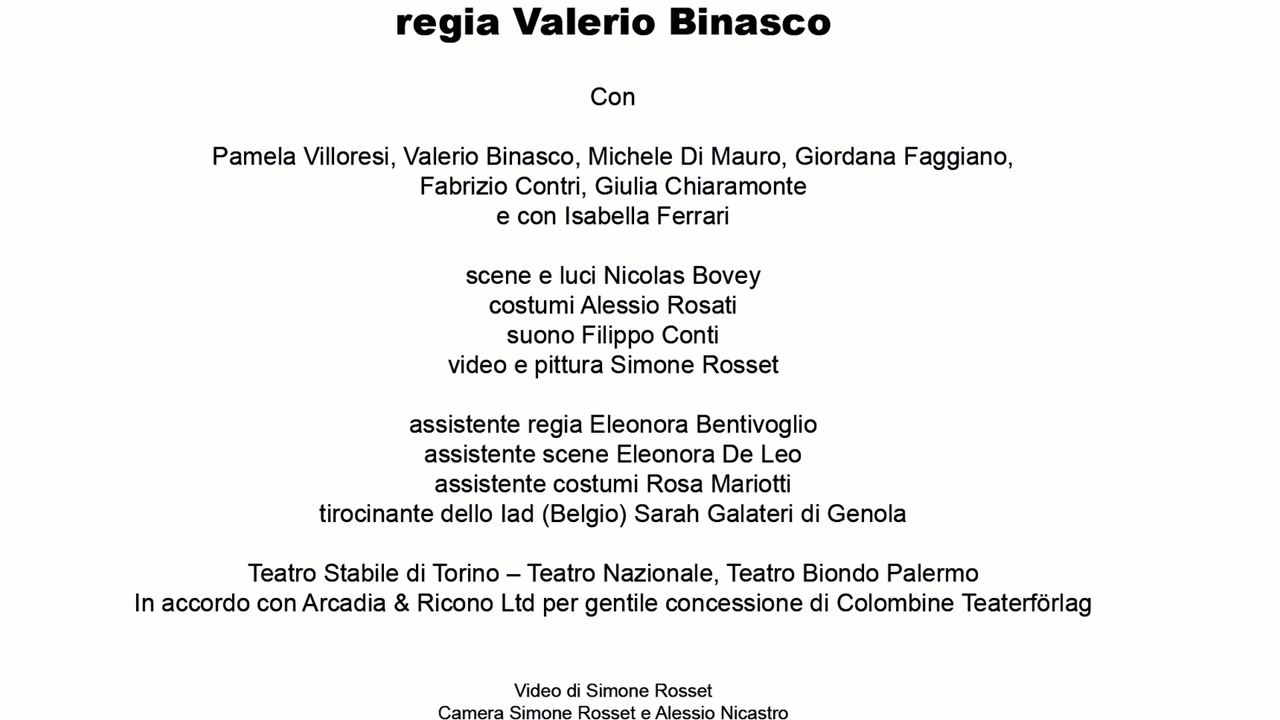 regia Valerio Binasco
Con
Pamela Villoresi, Valerio Binasco, Michele Di Mauro, Giordana Faggiano,
Fabrizio Contri, Giulia Chiaramonte
e con Isabella Ferrari
scene e luci Nicolas Bovey
costumi Alessio Rosati
suono Filippo Conti
video e pittura Simone Rosset
assistente regia Eleonora Bentivoglio
assistente scene Eleonora De Leo
assistente costumi Rosa Mariotti
tirocinante dello Iad (Belgio) Sarah Galateri di Genola
Teatro Stabile di Torino – Teatro Nazionale, Teatro Biondo Palermo
In accordo con Arcadia & Ricono Ltd per gentile concessione di Colombine Teaterförlag
Video di Simone Rosset
Camera Simone Rosset e Alessio Nicastro